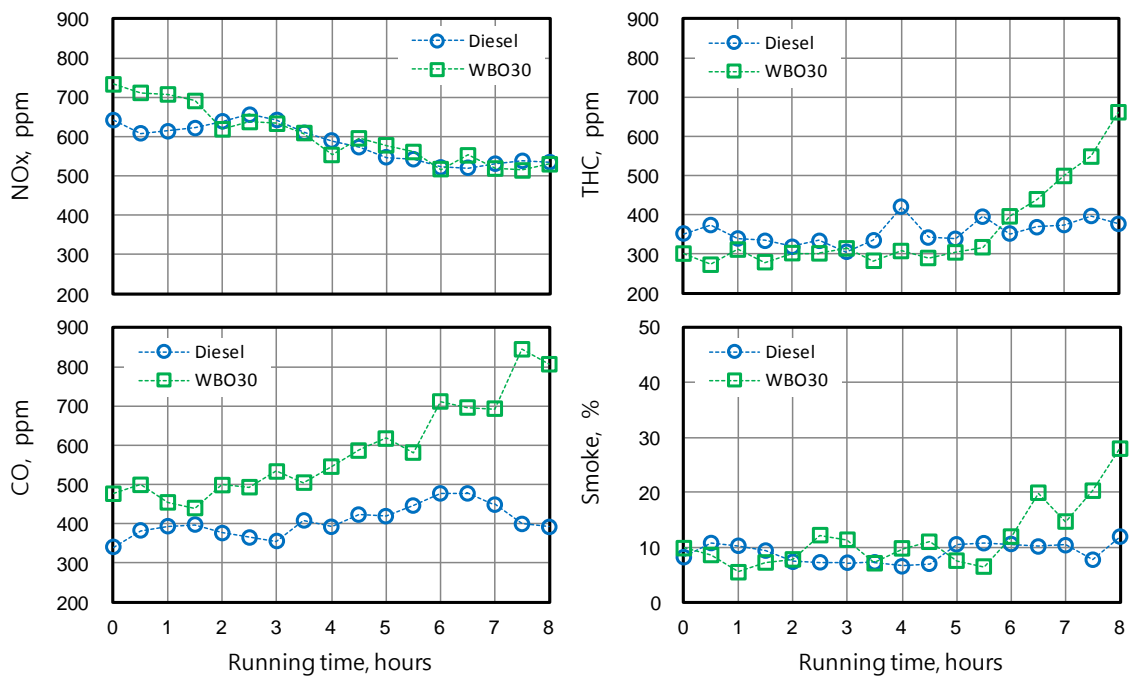 900
800
700
600
500
400
300
200
NOx, ppm
Diesel
WBO30
900
800
700
600
500
400
300
200
THC, ppm
Diesel
WBO30
900
800
700
600
500
400
300
200
CO, ppm
Diesel
WBO30
0 1 2 3 4 5 6 7 8
Running time, hours
50
40
30
20
10
0
Smoke, %
Diesel
WBO30
0 1 2 3 4 5 6 7 8
Running time, hours